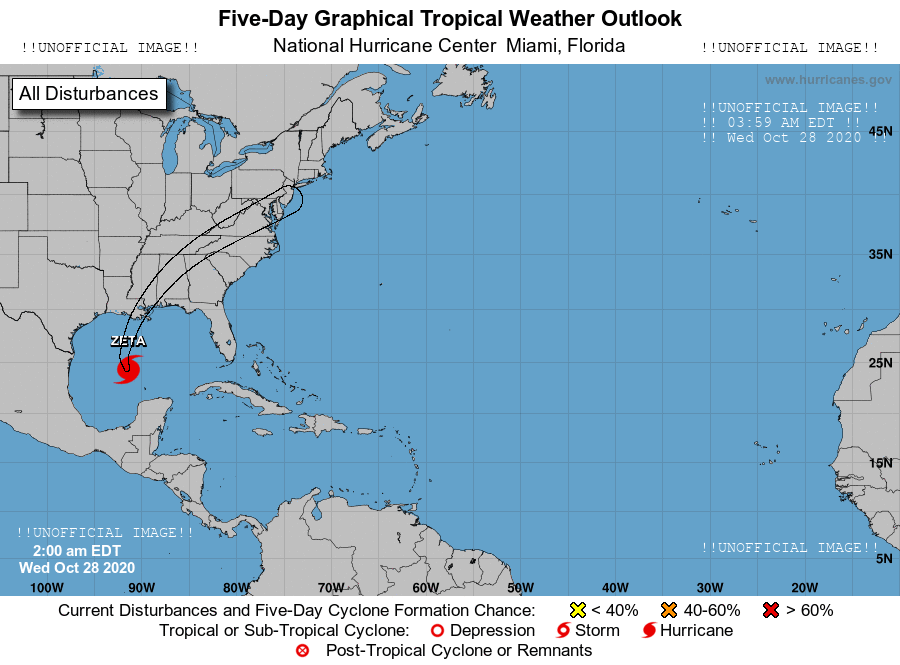 Five-Day Graphical Tropical Weather Outlook
!!UNOFFICIAL IMAGE!! National Hurricane Center Miami, Florida !!UNOFFICIAL IMAGE!!
www.hurricanes.gov
All Disturbances
!!UNOFFICIAL IMAGE!!
!! 03:59 AM EDT !!
!! Wed Oct 28 2020 !!
45N
35N
ZETA
25N
15N
!!UNOFFICIAL IMAGE!!
2:00 am EDT
!!UNOFFICIAL IMAGE!!
5N
Wed Oct 28 2020
100W 90W 80W 70W 60W 50W 40W 30W 20W
Current Disturbances and Five-Day Cyclone Formation Chance: < 40% 40-60% > 60%
Tropical or Sub-Tropical Cyclone: Depression Storm Hurricane
Post-Tropical Cyclone or Remnants